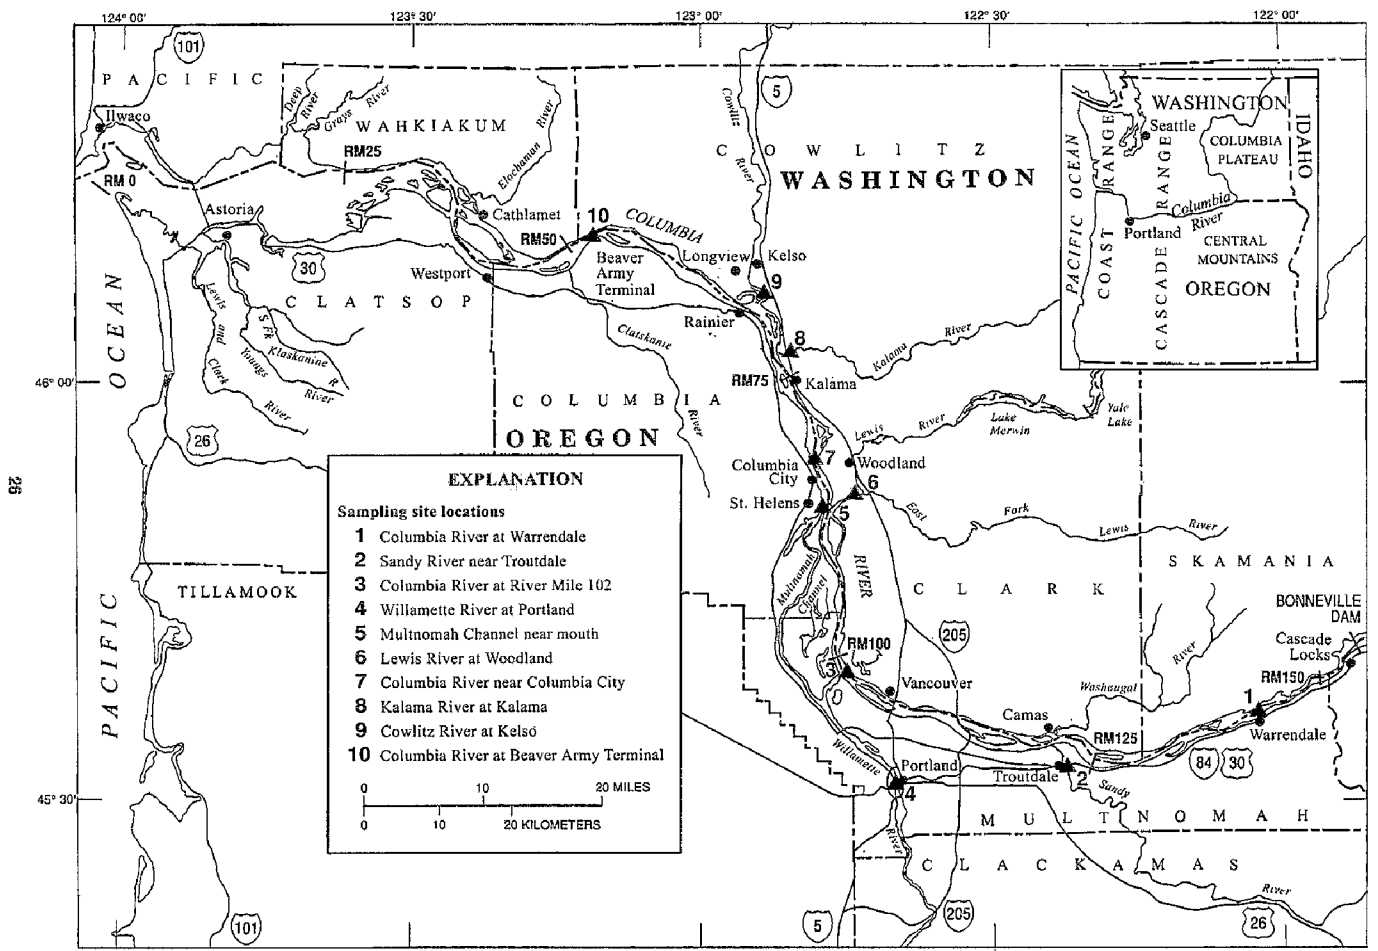 124° 00'
123° 30'
123° 00'
122° 30'
122° 00'
101
PACIFIC
Ilwaco
RM 0
Deep River
Grays River
WAHKIAKUM
RM25
Elochoman River
Cathlamet
Astoria
30
Westport
RM50
10
Beaver
Army
Terminal
COLUMBIA
Longview
Kelso
9
Rainier
Cowlitz River
5
COWLITZ
WASHINGTON
WASHINGTON
Seattle
COLUMBIA
PLATEAU
IDAHO
PACIFIC OCEAN
COAST RANGE
CASCADE RANGE
Columbia
River
Portland
CENTRAL
MOUNTAINS
OREGON
CLATSOP
Lewis and Clark River
Youngs River
S Fk Klaskanine R
Clatskanie River
8
Kalama River
RM75
Kalama
46° 00'
OCEAN
26
COLUMBIA
OREGON
Lewis River
Lake
Merwin
Yale
Lake
7
Woodland
Columbia
City
6
St. Helens
5
East Fork Lewis River
26
EXPLANATION
Sampling site locations
1 Columbia River at Warrendale
2 Sandy River near Troutdale
3 Columbia River at River Mile 102
4 Willamette River at Portland
5 Multnomah Channel near mouth
6 Lewis River at Woodland
7 Columbia River near Columbia City
8 Kalama River at Kalama
9 Cowlitz River at Kelso
10 Columbia River at Beaver Army Terminal
0 10 20 MILES
0 10 20 KILOMETERS
TILLAMOOK
PACIFIC
Multnomah
Channel
RIVER
CLARK
SKAMANIA
BONNEVILLE
DAM
Cascade
Locks
205
RM100
3
Vancouver
Washougal River
RM150
1
Warrendale
Camas
RM125
84
30
Willamette River
Portland
4
Troutdale
2
Sandy River
45° 30'
MULTNOMAH
CLACKAMAS
101
5
205
26